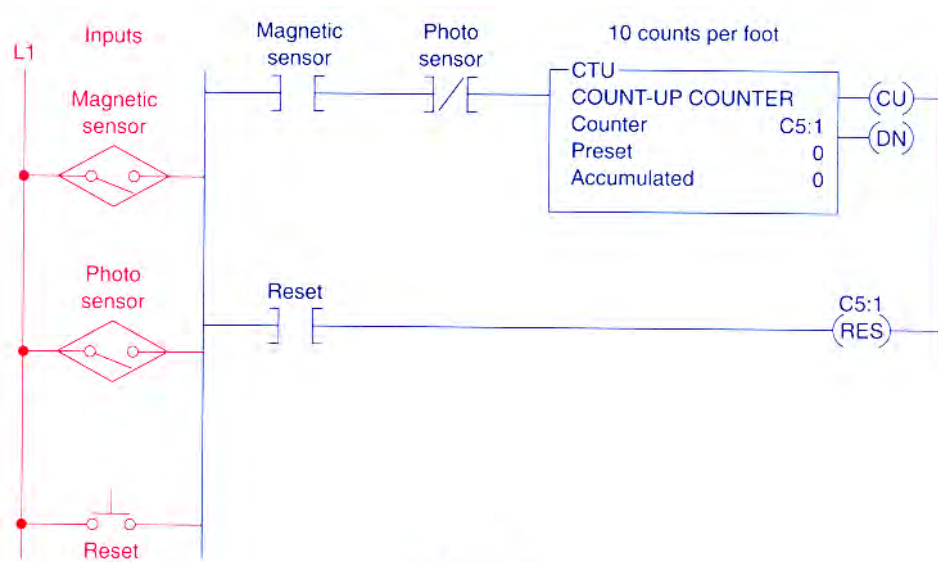 L1
Inputs
Magnetic
sensor
Photo
sensor
Reset
Magnetic
sensor
Photo
sensor
10 counts per foot
CTU
COUNT-UP COUNTER
Counter C5:1
Preset 0
Accumulated 0
CU
DN
Reset
C5:1
RES